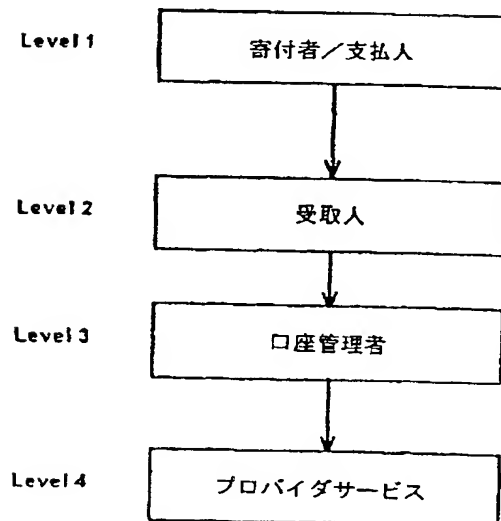 Level 1
寄付者／支払人
Level 2
受取人
Level 3
口座管理者
Level 4
プロバイダサービス